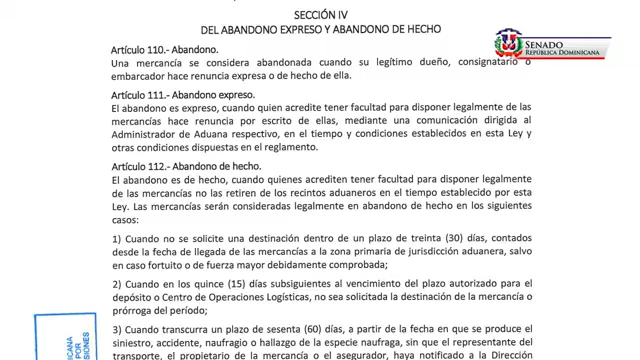 SECCIÓN IV
DEL ABANDONO EXPRESO Y ABANDONO DE HECHO
SENADO
REPÚBLICA DOMINICANA
Artículo 110.- Abandono.
Una mercancía se considera abandonada cuando su legítimo dueño, consignatario o
embarcador hace renuncia expresa o de hecho de ella.
Artículo 111.- Abandono expreso.
El abandono es expreso, cuando quien acredite tener facultad para disponer legalmente de las
mercancías hace renuncia por escrito de ellas, mediante una comunicación dirigida al
Administrador de Aduana respectivo, en el tiempo y condiciones establecidos en esta Ley y
otras condiciones dispuestas en el reglamento.
Artículo 112.- Abandono de hecho.
El abandono es de hecho, cuando quienes acrediten tener facultad para disponer legalmente
de las mercancías no las retiren de los recintos aduaneros en el tiempo establecido por esta
Ley. Las mercancías serán consideradas legalmente en abandono de hecho en los siguientes
casos:
1) Cuando no se solicite una destinación dentro de un plazo de treinta (30) días, contados
desde la fecha de llegada de las mercancías a la zona primaria de jurisdicción aduanera, salvo
en caso fortuito o de fuerza mayor debidamente comprobada;
2) Cuando en los quince (15) días subsiguientes al vencimiento del plazo autorizado para el
depósito o Centro de Operaciones Logísticas, no sea solicitada la destinación de la mercancía o
prórroga del período;
3) Cuando transcurra un plazo de sesenta (60) días, a partir de la fecha en que se produce el
siniestro, accidente, naufragio o hallazgo de la especie naufraga, sin que el representante del
transporte, el propietario de la mercancía o el asegurador, haya notificado a la Dirección
ICANA
POR
SIONES